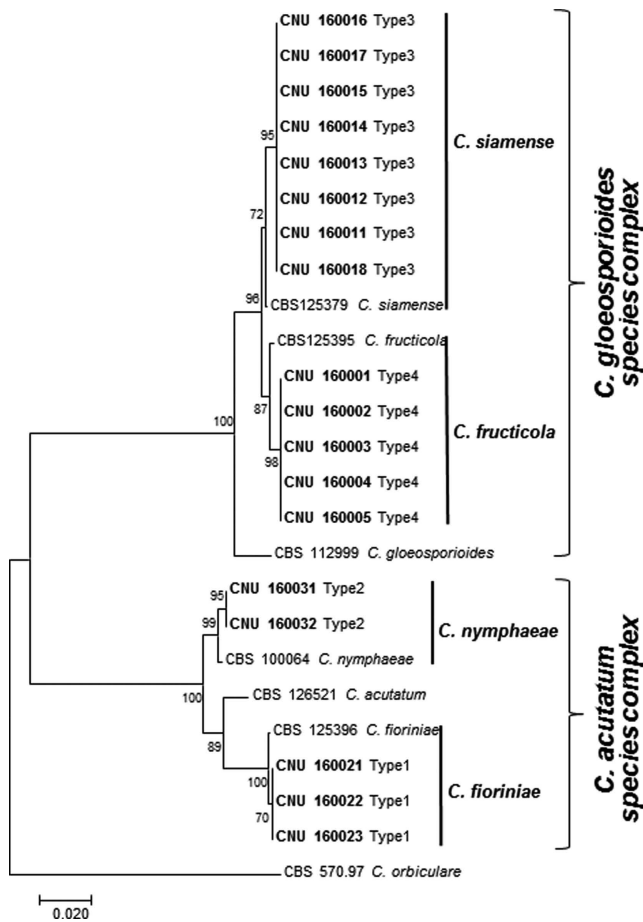 CNU 160016 Type3
CNU 160017 Type3
CNU 160015 Type3
95
CNU 160014 Type3
C. siamense
CNU 160013 Type3
CNU 160012 Type3
72
CNU 160011 Type3
CNU 160018 Type3
96
CBS125379 C. siamense
C. gloeosporioides
species complex
CBS125395 C. fructicola
CNU 160001 Type4
87
CNU 160002 Type4
100
C. fructicola
CNU 160003 Type4
98
CNU 160004 Type4
CNU 160005 Type4
CBS 112999 C. gloeosporioides
CNU 160031 Type2
95
99
CNU 160032 Type2
C. nymphaeae
CBS 100064 C. nymphaeae
100
CBS 126521 C. acutatum
C. acutatum
species complex
89
CBS 125396 C. fioriniae
CNU 160021 Type1
100
C. fioriniae
CNU 160022 Type1
70
CNU 160023 Type1
CBS 570.97 C. orbiculare
0.020